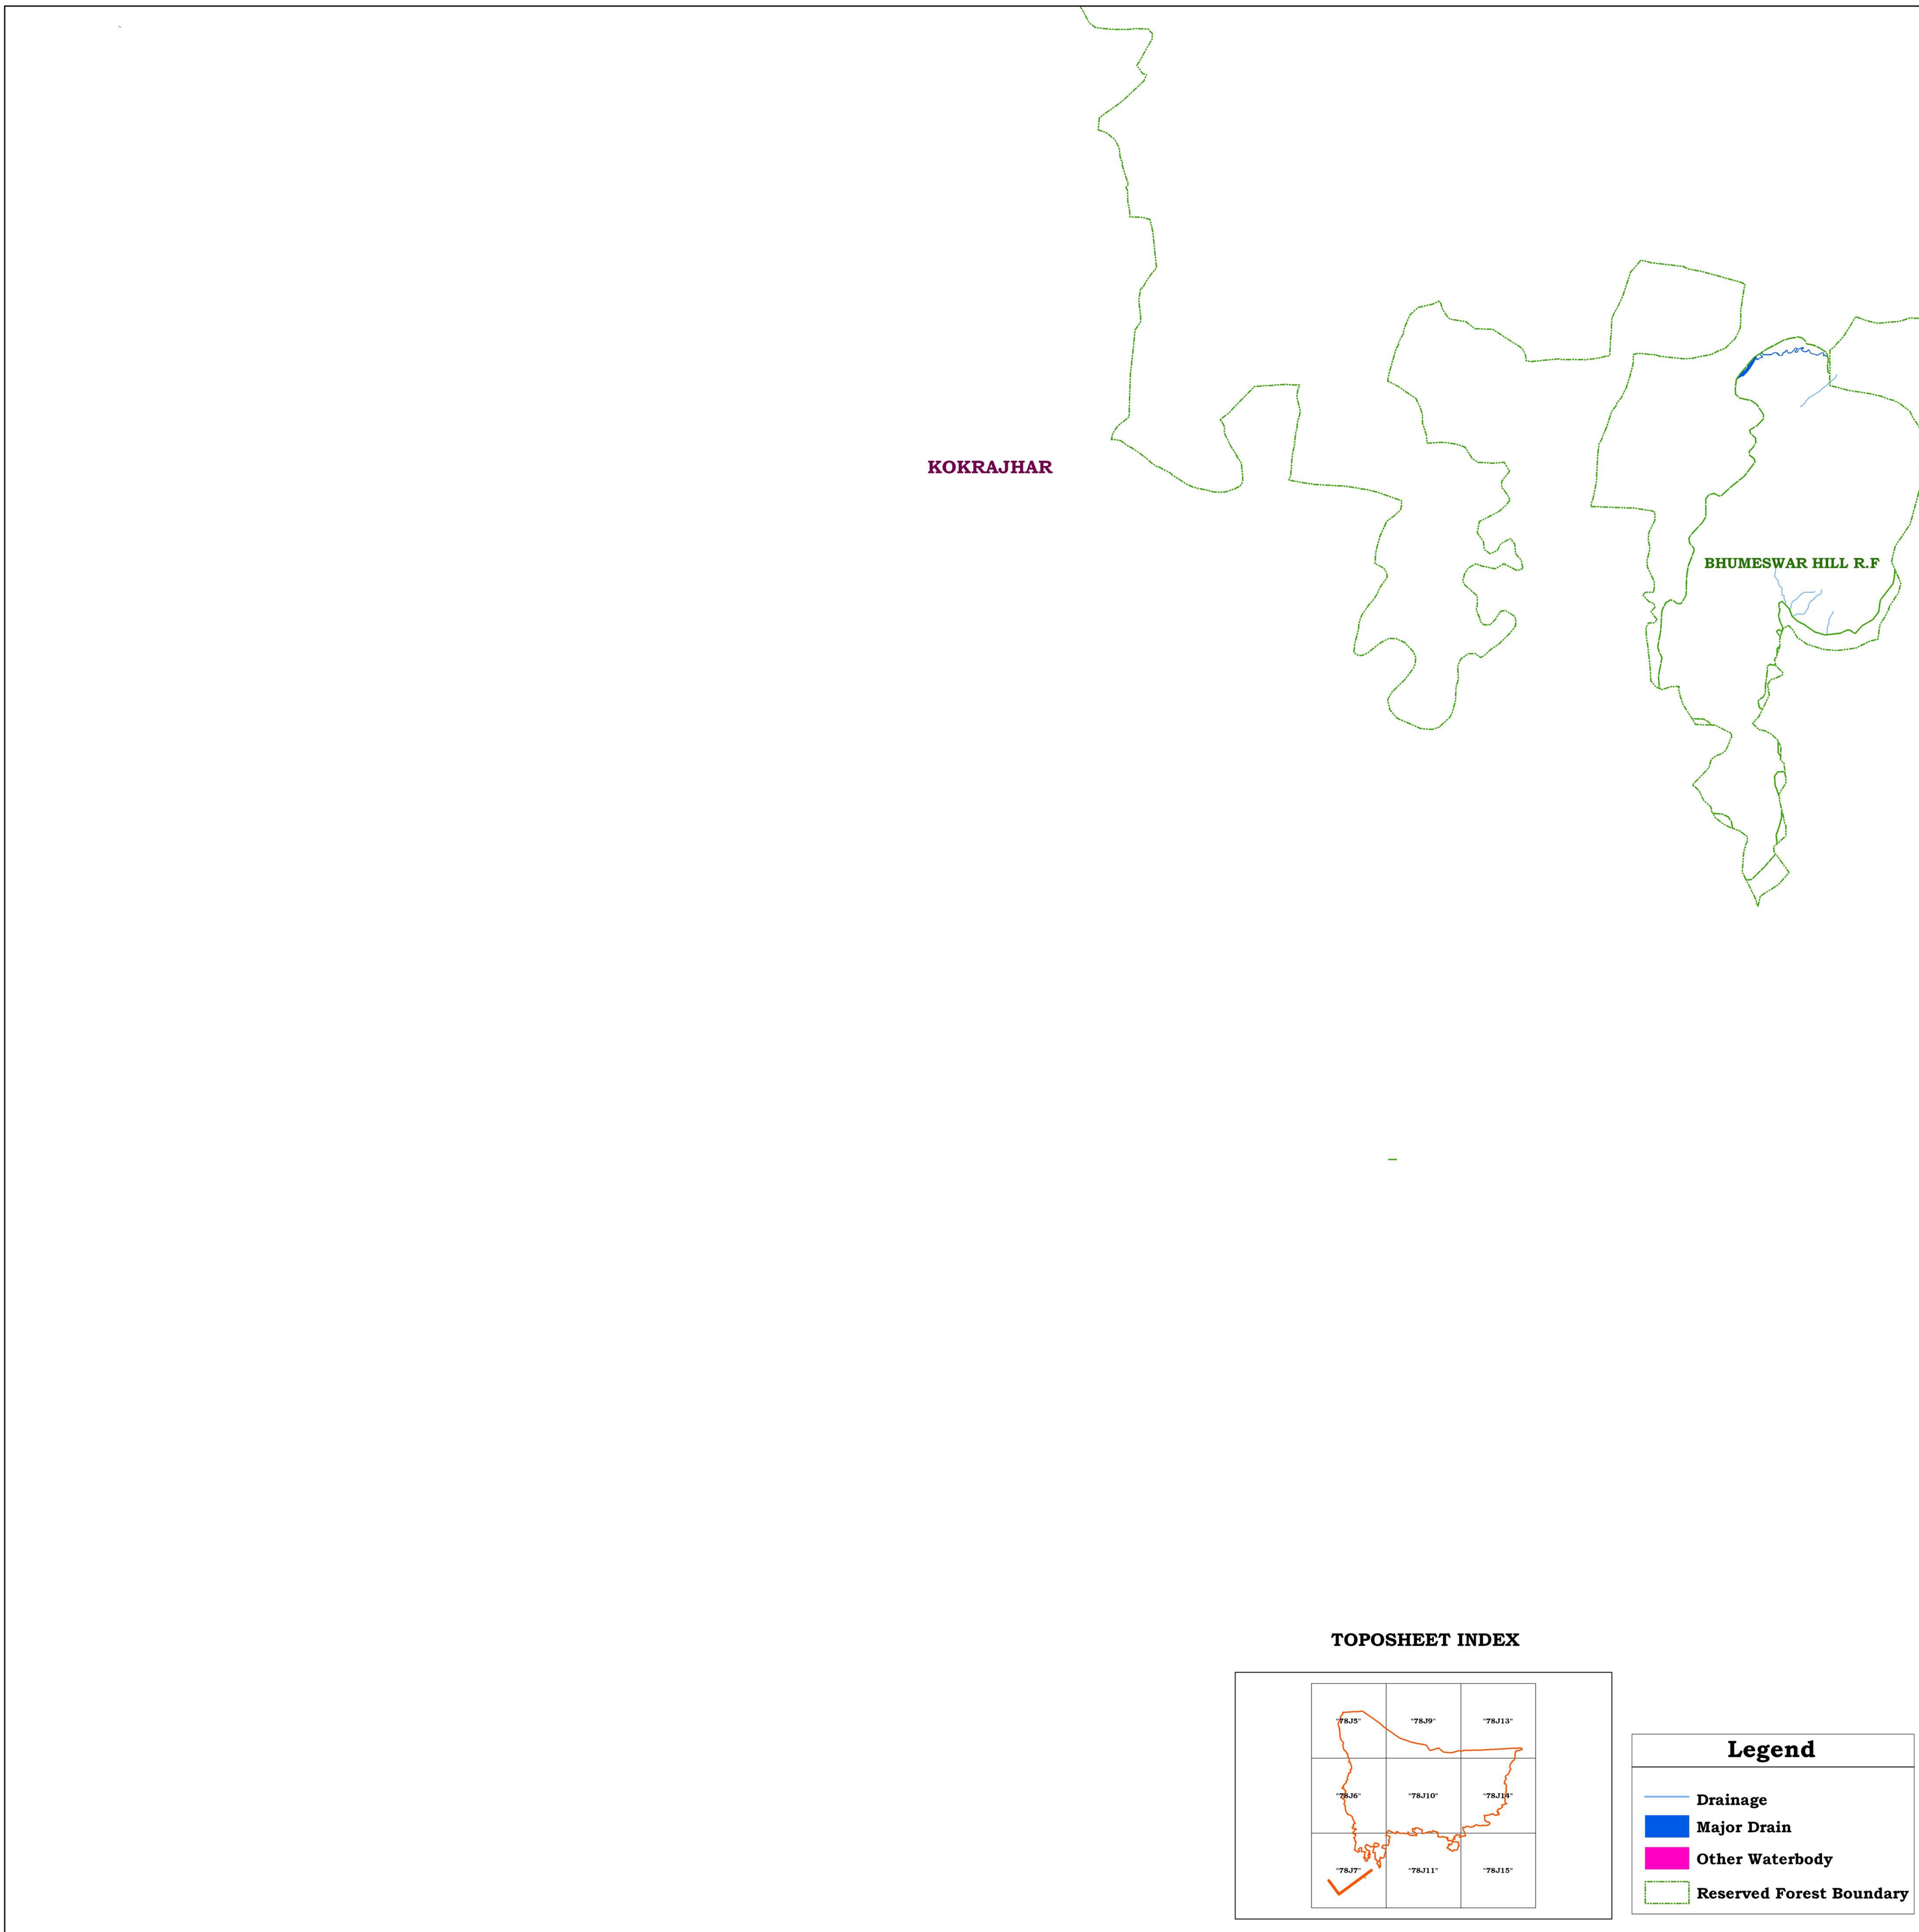 KOKRAJHAR
BHUMESWAR HILL R.F
TOPOSHEET INDEX
"78J5" "78J9" "78J13"
"78J6" "78J10" "78J14"
"78J7" "78J11" "78J15"
Legend
Drainage
Major Drain
Other Waterbody
Reserved Forest Boundary